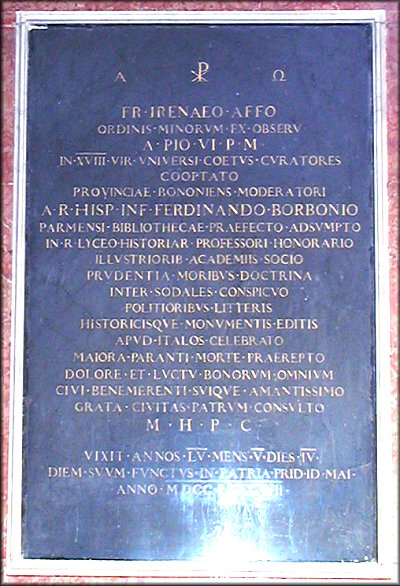 Α ☧ Ω
FR·IRENAEO·AFFO
ORDINIS·MINORVM·EX·OBSERV
A·PIO·VI·P·M
IN·XVIII·VIR·VNIVERSI·COETVS·CVRATORES
COOPTATO
PROVINCIAE·BONONIENS·MODERATORI
A·R·HISP·INF·FERDINANDO·BORBONIO
PARMENSI·BIBLIOTHECAE·PRAEFECTO·ADSVMPTO
IN·R·LYCEO·HISTORIAR·PROFESSORI·HONORARIO
ILLVSTRIORIB·ACADEMIIS·SOCIO
PRVDENTIA·MORIBVS·DOCTRINA
INTER·SODALES·CONSPICVO
POLITIORIBVS·LITTERIS
HISTORICISQVE·MONVMENTIS·EDITIS
APVD·ITALOS·CELEBRATO
MAIORA·PARANTI·MORTE·PRAEREPTO
DOLORE·ET·LVCTV·BONORVM·OMNIVM
CIVI·BENEMERENTI·SVIQVE·AMANTISSIMO
GRATA·CIVITAS·PATRVM·CONSVLTO
M·H·P·C
VIXIT·ANNOS·LV·MENS·V·DIES·IV·
DIEM·SVVM·FVNCTVS·IN·PATRIA·PRID·ID·MAI·
ANNO·